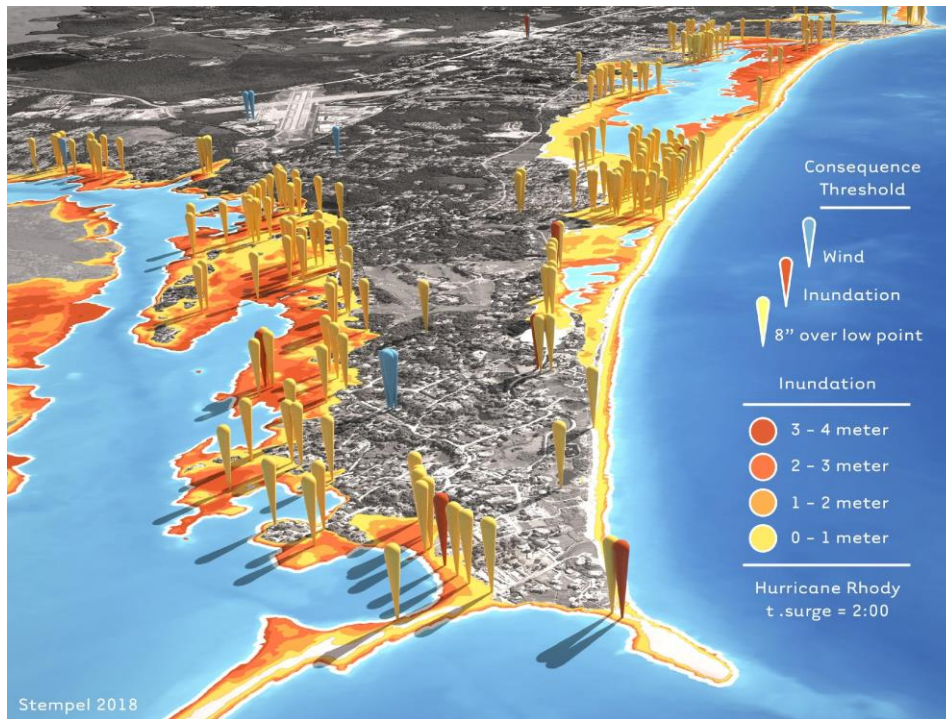 Consequence
Threshold
Wind
Inundation
8" over low point
Inundation
3 – 4 meter
2 – 3 meter
1 – 2 meter
0 – 1 meter
Hurricane Rhody
t .surge = 2:00
Stempel 2018